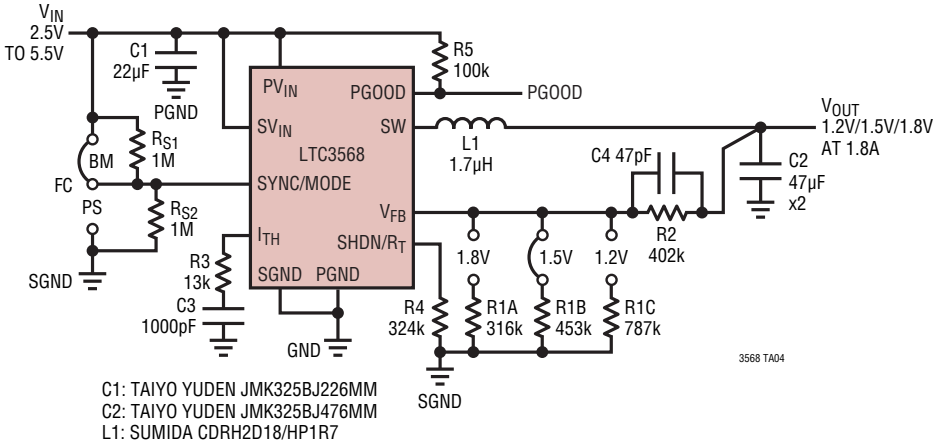 VIN
2.5V
TO 5.5V
C1
22µF
PGND
R5
100k
PGOOD
PVIN
PGOOD
SVIN
SW
LTC3568
SYNC/MODE
VFB
ITH
SHDN/RT
SGND PGND
L1
1.7µH
VOUT
1.2V/1.5V/1.8V
AT 1.8A
C4 47pF
C2
47µF
x2
R2
402k
RS1
1M
BM
FC
PS
RS2
1M
SGND
R3
13k
C3
1000pF
GND
1.8V
1.5V
1.2V
R4
324k
R1A
316k
R1B
453k
R1C
787k
SGND
3568 TA04
C1: TAIYO YUDEN JMK325BJ226MM
C2: TAIYO YUDEN JMK325BJ476MM
L1: SUMIDA CDRH2D18/HP1R7